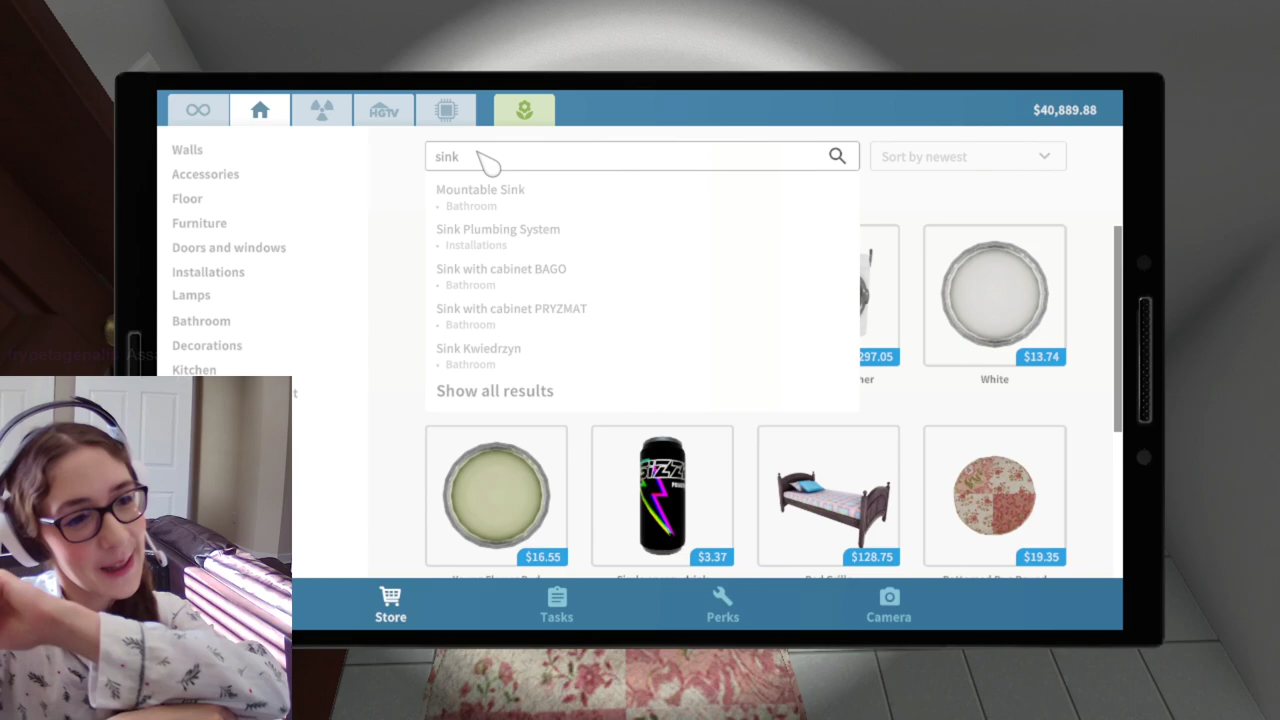 HGTV
$40,889.88
Walls
Accessories
Floor
Furniture
Doors and windows
Installations
Lamps
Bathroom
Decorations
Kitchen
sink
Sort by newest
Mountable Sink
• Bathroom
Sink Plumbing System
• Installations
Sink with cabinet BAGO
• Bathroom
Sink with cabinet PRYZMAT
• Bathroom
Sink Kwiedrzyn
• Bathroom
Show all results
297.05
$13.74
White
$16.55
$3.37
$128.75
$19.35
Store
Tasks
Perks
Camera